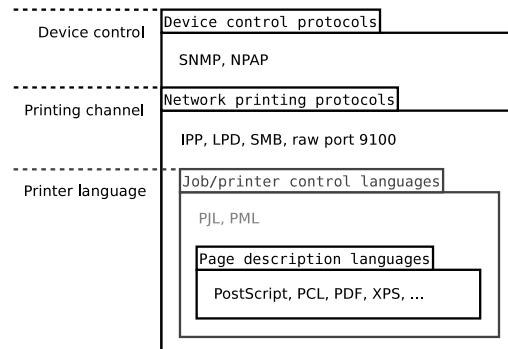 Device control
Device control protocols
SNMP, NPAP
Printing channel
Network printing protocols
IPP, LPD, SMB, raw port 9100
Printer language
Job/printer control languages
PJL, PML
Page description languages
PostScript, PCL, PDF, XPS, ...